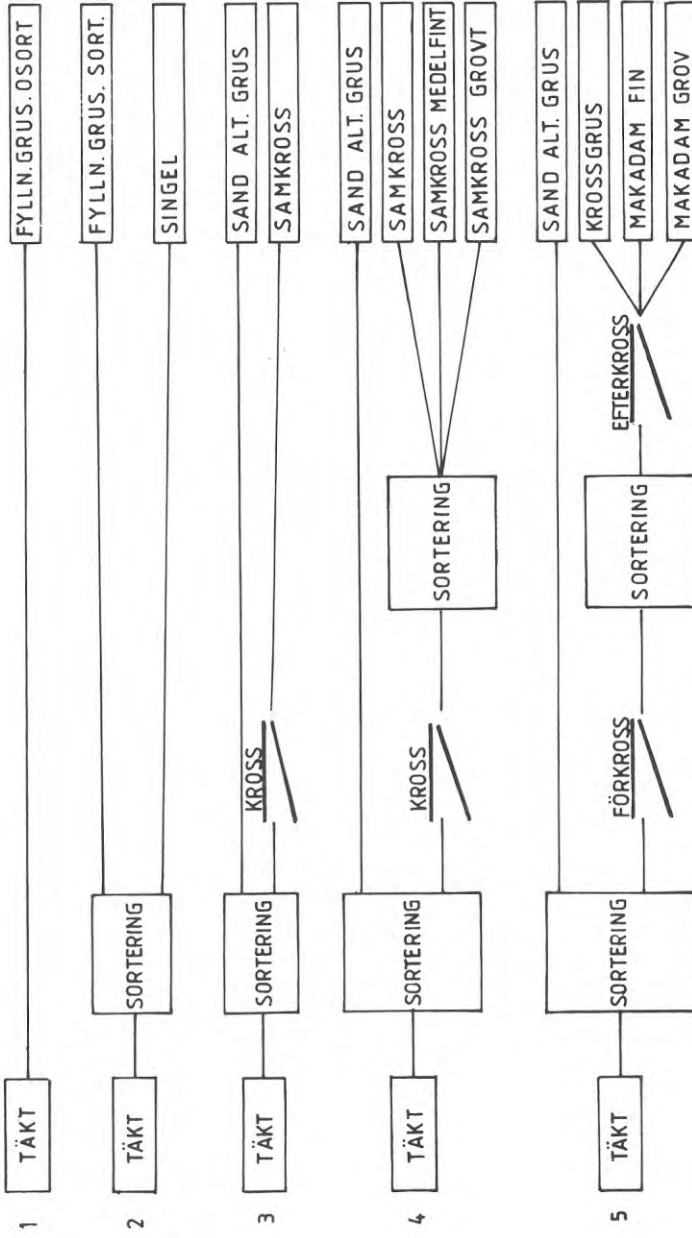 1
TÄKT
FYLLN.GRUS.OSORT
2
TÄKT
SORTERING
FYLLN.GRUS.SORT.
SINGEL
3
TÄKT
SORTERING
KROSS
SAND ALT. GRUS
SAMKROSS
4
TÄKT
SORTERING
KROSS
SORTERING
SAND ALT. GRUS
SAMKROSS
SAMKROSS MEDELFINT
SAMKROSS GROVT
5
TÄKT
SORTERING
FÖRKROSS
SORTERING
EFTERKROSS
SAND ALT. GRUS
KROSSGRUS
MAKADAM FIN
MAKADAM GROV